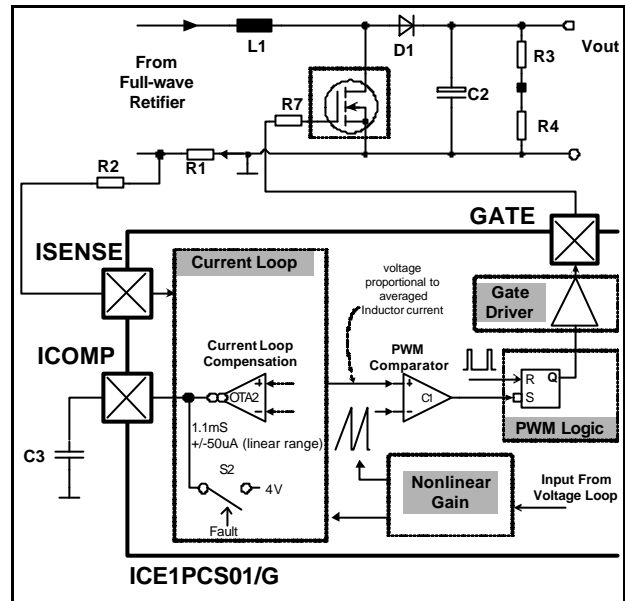 L1
D1
R3
Vout
From
Full-wave
Retifier
R7
C2
R4
R2
R1
GATE
ISENSE
Current Loop
voltage
proportional to
averaged
Inductor current
Gate
Driver
ICOMP
Current Loop
Compensation
PWM
Comparator
+
OTA2
−
+
C1
−
R
Q
S
PWM Logic
1.1mS
+/-50uA (linear range)
C3
S2
4V
Fault
Nonlinear
Gain
Input From
Voltage Loop
ICE1PCS01/G